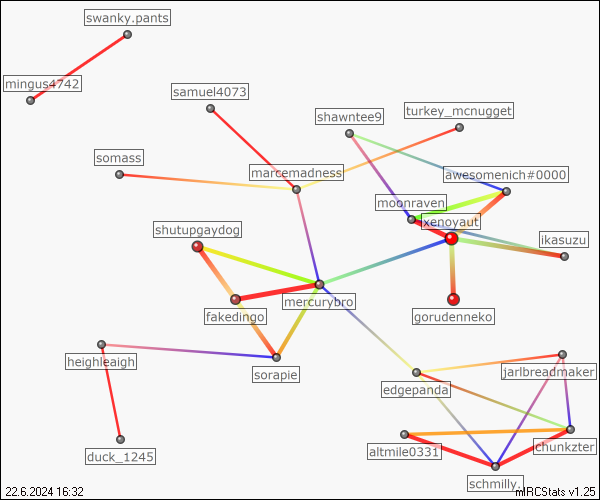 swanky.pants
mingus4742
samuel4073
shawntee9
turkey_mcnugget
somass
marcemadness
awesomenich#0000
moonraven
xenoyaut
shutupgaydog
ikasuzu
mercurybro
fakedingo
gorudenneko
heighleaigh
sorapie
jarlbreadmaker
edgepanda
duck_1245
altmile0331
chunkzter
schmilly.
22.6.2024 16:32
mIRCStats v1.25